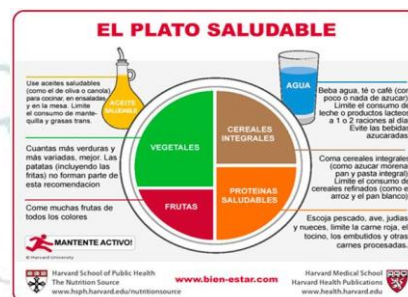 EL PLATO SALUDABLE
Use aceites saludables
(como el de oliva o canola)
para cocinar, en ensaladas
y en la mesa. Limite
el consumo de mante-
quilla y grasas trans.
ACEITE
SALUDABLE
AGUA
Beba agua, té o café (con
poco o nada de azucar)
Limite el consumo de
leche o productos lacteos
a 1 o 2 raciones al día
Evite las bebidas
azucaradas
VEGETALES
CEREALES
INTEGRALES
Cuantas más verduras y
más variadas, mejor. Las
patatas (incluyendo las
fritas) no forman parte de
esta recomendacion
Coma cereales integrales
(como azucar morena
pan y pasta integral)
Limite el consumo de
cereales refinados (como el
arroz y el pan blanco)
FRUTAS
PROTEINAS
SALUDABLES
Come muchas frutas de
todos los colores
Escoja pescado, ave, judias
y nueces, limite la carne roja, el
tocino, los embutidos y otras
carnes procesadas.
MANTENTE ACTIVO!
© Harvard University
Harvard School of Public Health
The Nutrition Source
www.hsph.harvard.edu/nutritionsource
www.bien-estar.com
Harvard Medical School
Harvard Health Publications
www.health.harvard.edu